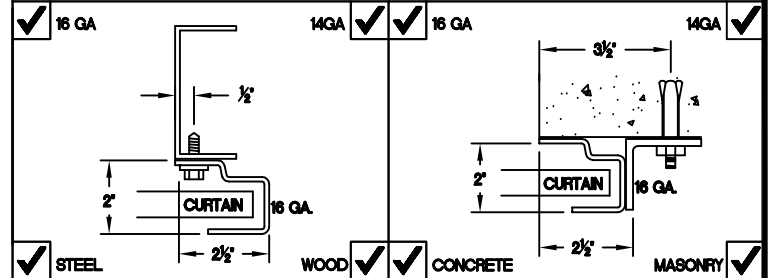 16 GA
14GA
16 GA
14GA
½"
3½"
2"
CURTAIN
16 GA.
2½"
2"
CURTAIN
16 GA.
2½"
STEEL
WOOD
CONCRETE
MASONRY